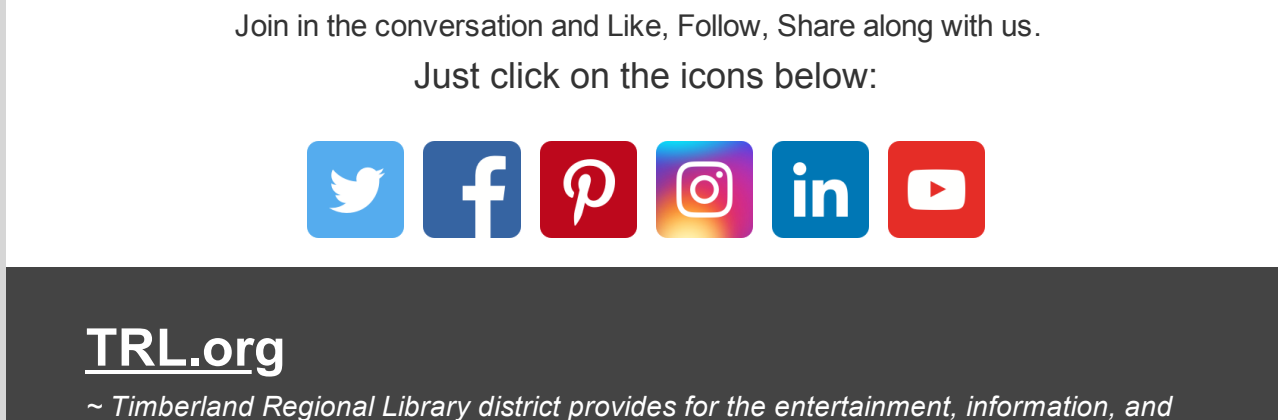 Join in the conversation and Like, Follow, Share along with us.
Just click on the icons below:
in
TRL.org
~ Timberland Regional Library district provides for the entertainment, information, and